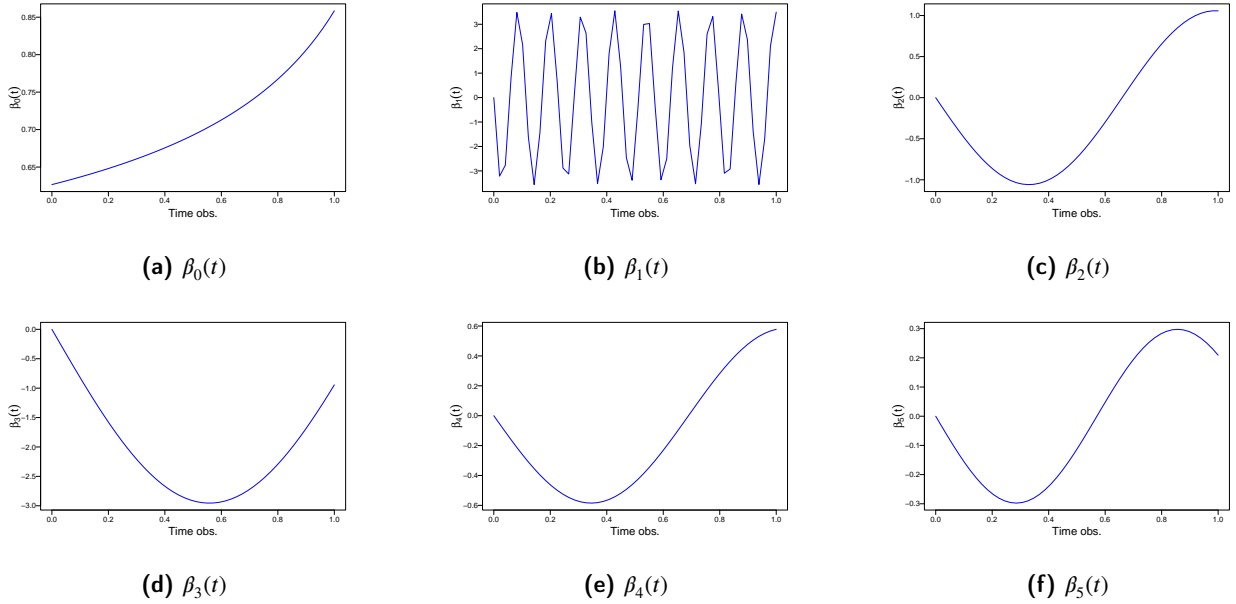 β₀(t)
0.85
0.80
0.75
0.70
0.65
0.0 0.2 0.4 0.6 0.8 1.0
Time obs.
(a) β₀(t)
β₁(t)
3
2
1
0
−1
−2
−3
0.0 0.2 0.4 0.6 0.8 1.0
Time obs.
(b) β₁(t)
β₂(t)
1.0
0.5
0.0
−0.5
−1.0
0.0 0.2 0.4 0.6 0.8 1.0
Time obs.
(c) β₂(t)
β₃(t)
0.0
−0.5
−1.0
−1.5
−2.0
−2.5
−3.0
0.0 0.2 0.4 0.6 0.8 1.0
Time obs.
(d) β₃(t)
β₄(t)
0.6
0.4
0.2
0.0
−0.2
−0.4
−0.6
0.0 0.2 0.4 0.6 0.8 1.0
Time obs.
(e) β₄(t)
β₅(t)
0.3
0.2
0.1
0.0
−0.1
−0.2
−0.3
0.0 0.2 0.4 0.6 0.8 1.0
Time obs.
(f) β₅(t)